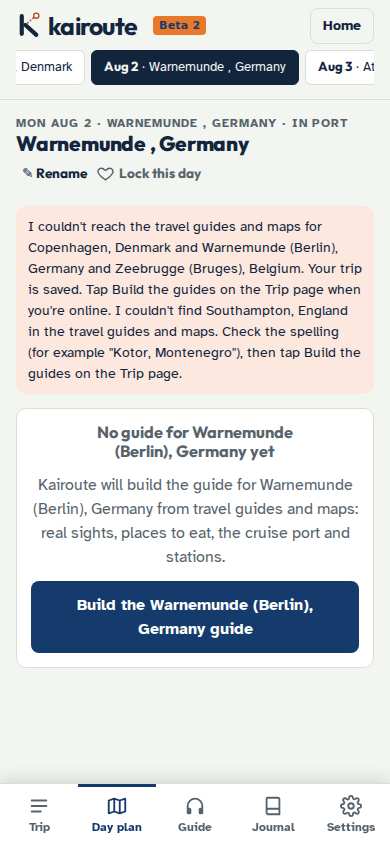 kairoute
Beta 2
Home
Denmark
Aug 2 · Warnemunde , Germany
Aug 3 · At
MON AUG 2 · WARNEMUNDE , GERMANY · IN PORT
Warnemunde , Germany
✎ Rename
Lock this day
I couldn't reach the travel guides and maps for
Copenhagen, Denmark and Warnemunde (Berlin),
Germany and Zeebrugge (Bruges), Belgium. Your trip
is saved. Tap Build the guides on the Trip page when
you're online. I couldn't find Southampton, England
in the travel guides and maps. Check the spelling
(for example "Kotor, Montenegro"), then tap Build the
guides on the Trip page.
No guide for Warnemunde
(Berlin), Germany yet
Kairoute will build the guide for Warnemunde
(Berlin), Germany from travel guides and maps:
real sights, places to eat, the cruise port and
stations.
Build the Warnemunde (Berlin),
Germany guide
Trip
Day plan
Guide
Journal
Settings